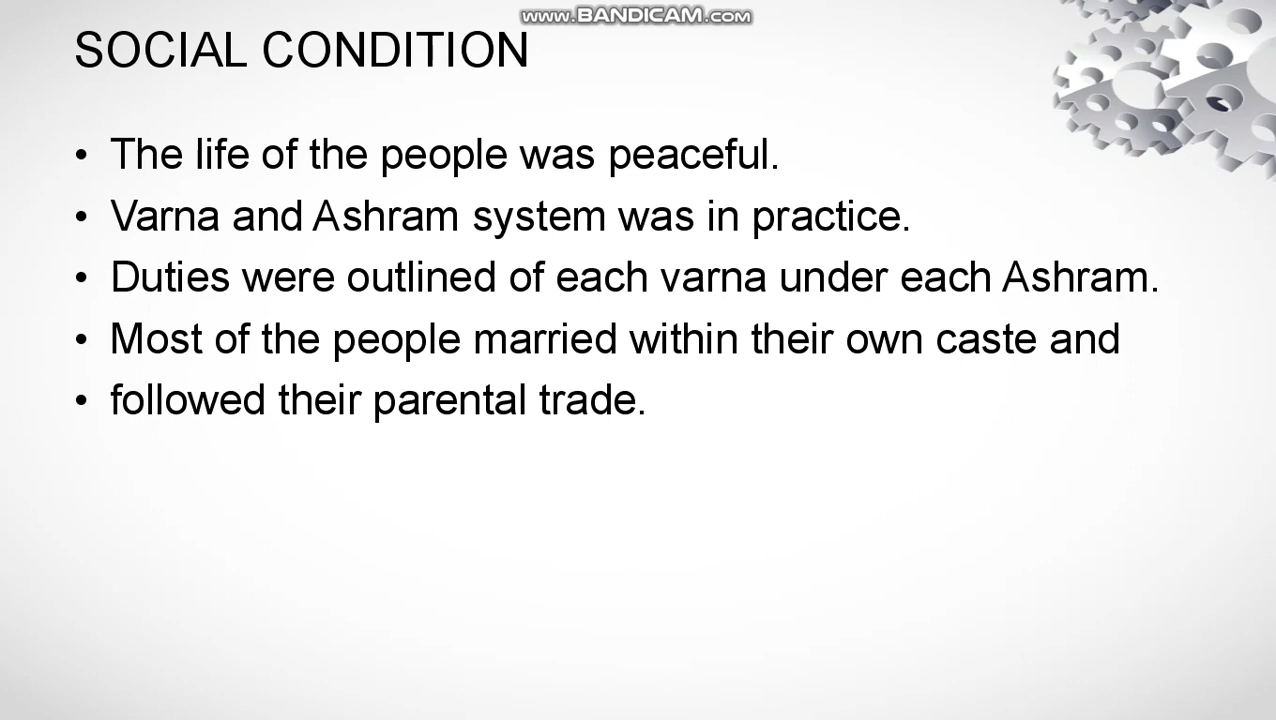 www.BANDICAM.com
SOCIAL CONDITION
• The life of the people was peaceful.
• Varna and Ashram system was in practice.
• Duties were outlined of each varna under each Ashram.
• Most of the people married within their own caste and
• followed their parental trade.